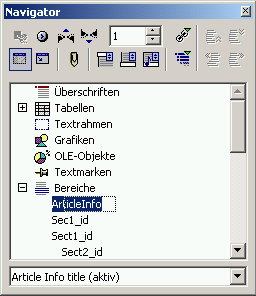 Navigator
1
Überschriften
Tabellen
Textrahmen
Grafiken
OLE-Objekte
Textmarken
Bereiche
ArticleInfo
Sec1_id
Sect1_id
Sect2_id
Article Info title (aktiv)